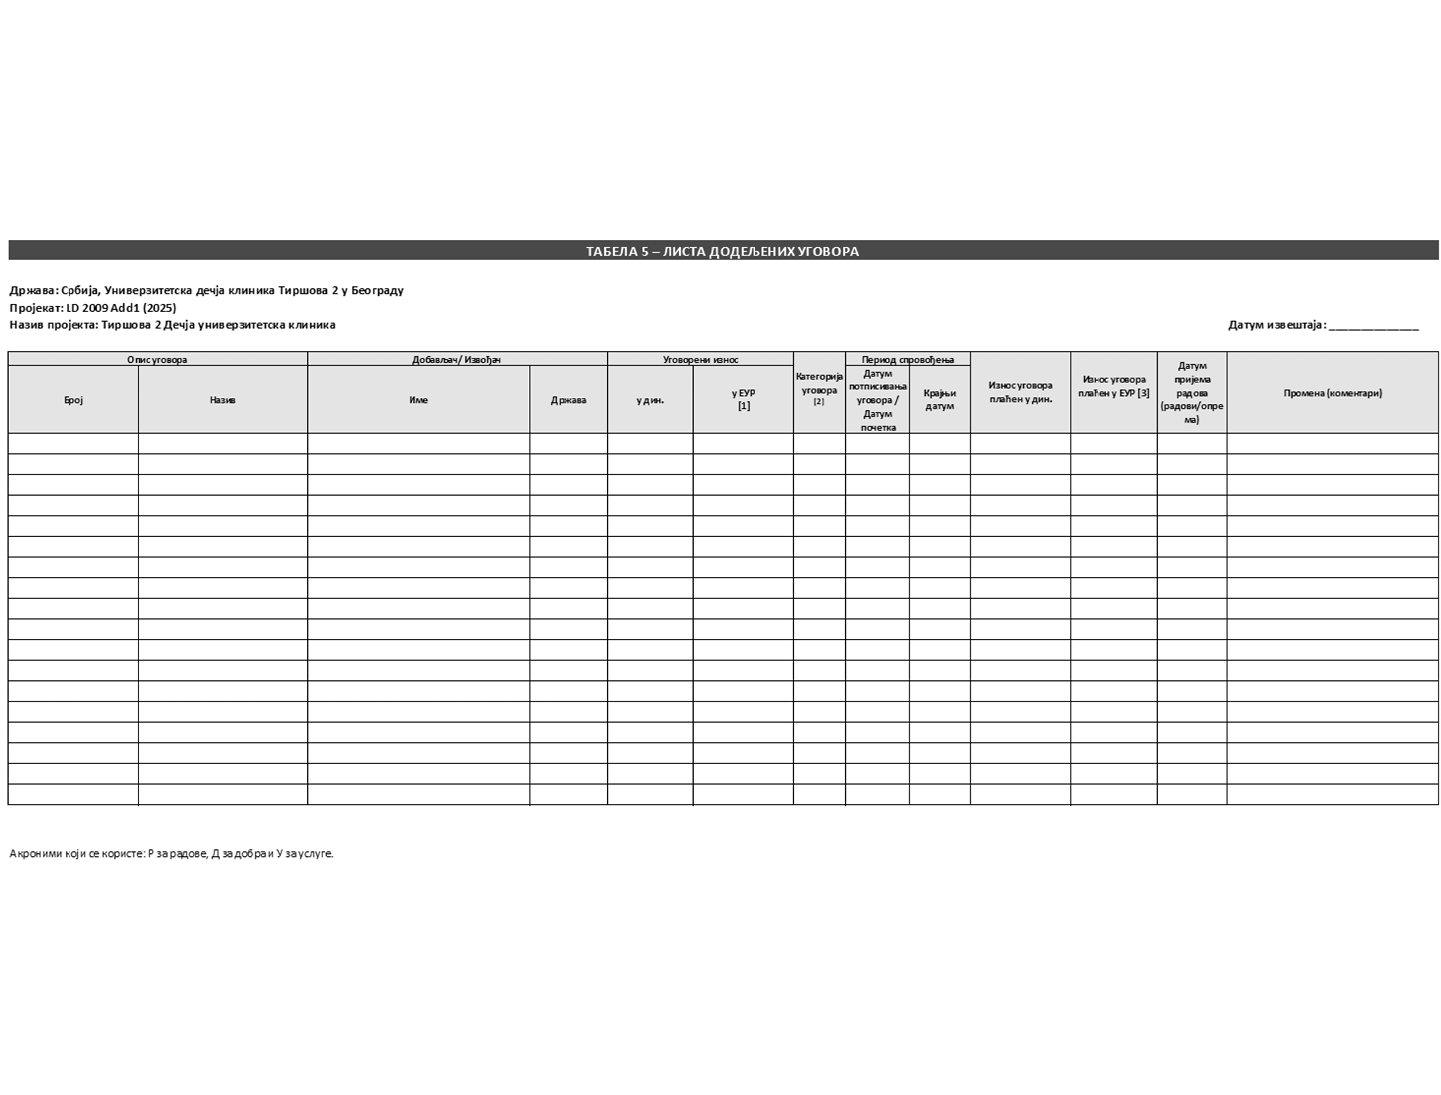 ТАБЕЛА 5 – ЛИСТА ДОДЕЉЕНИХ УГОВОРА
Држава: Србија, Универзитетска дечја клиника Тиршова 2 у Београду
Пројекат: LD 2009 Add1 (2025)
Назив пројекта: Тиршова 2 Дечја универзитетска клиника
Датум извештаја: _______________
Опис уговора
Добављач/ Извођач
Уговорени износ
Категорија
уговора
[2]
Период спровођења
Износ уговора
плаћен у дин.
Износ уговора
плаћен у ЕУР [3]
Датум
пријема
радова
(радови/опре
ма)
Промена (коментари)
Број
Назив
Име
Држава
у дин.
у ЕУР
[1]
Датум
потписивања
уговора /
Датум
почетка
Крајњи
датум
Акроними који се користе: Р за радове, Д за добра и У за услуге.